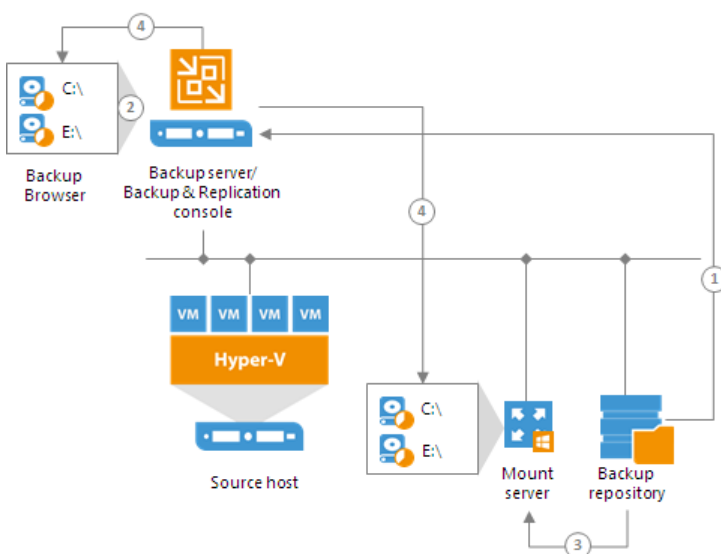 4
C:\
E:\
2
Backup
Browser
Backup server/
Backup & Replication
console
4
1
VM VM VM VM
Hyper-V
Source host
C:\
E:\
Mount
server
Backup
repository
3